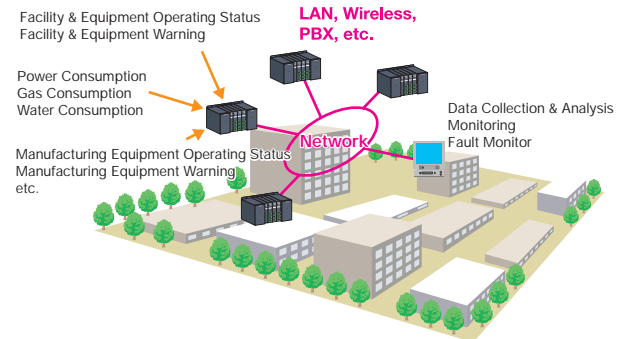 Facility & Equipment Operating Status
Facility & Equipment Warning
LAN, Wireless,
PBX, etc.
Power Consumption
Gas Consumption
Water Consumption
Data Collection & Analysis
Monitoring
Fault Monitor
Network
Manufacturing Equipment Operating Status
Manufacturing Equipment Warning
etc.